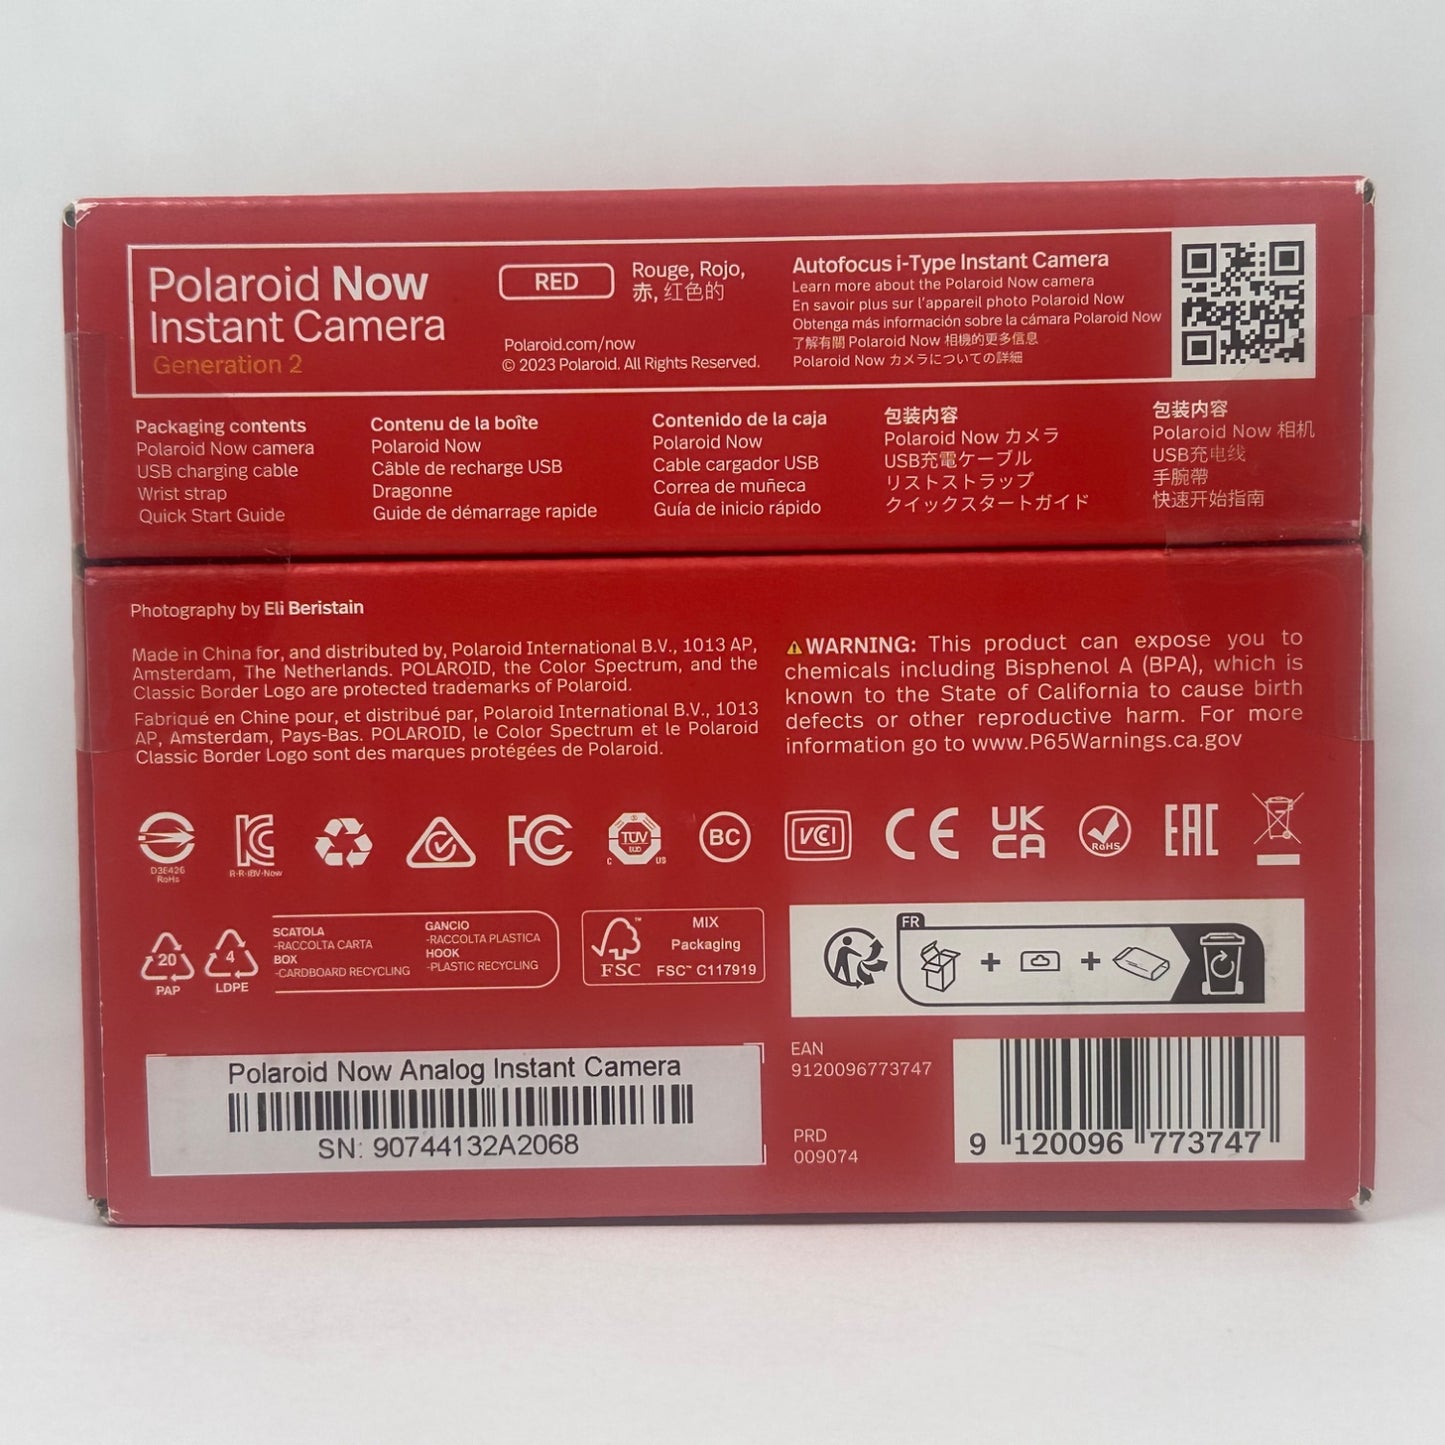 Polaroid Now
Instant Camera
Generation 2
RED
Rouge, Rojo,
赤, 红色的
Polaroid.com/now
© 2023 Polaroid. All Rights Reserved.
Autofocus i-Type Instant Camera
Learn more about the Polaroid Now camera
En savoir plus sur l'appareil photo Polaroid Now
Obtenga más información sobre la cámara Polaroid Now
了解有關 Polaroid Now 相機的更多信息
Polaroid Now カメラについての詳細
Packaging contents
Polaroid Now camera
USB charging cable
Wrist strap
Quick Start Guide
Contenu de la boîte
Polaroid Now
Câble de recharge USB
Dragonne
Guide de démarrage rapide
Contenido de la caja
Polaroid Now
Cable cargador USB
Correa de muñeca
Guía de inicio rápido
包装内容
Polaroid Now カメラ
USB充電ケーブル
リストストラップ
クイックスタートガイド
包装内容
Polaroid Now 相机
USB充电线
手腕带
快速开始指南
Photography by Eli Beristain
Made in China for, and distributed by, Polaroid International B.V., 1013 AP,
Amsterdam, The Netherlands. POLAROID, the Color Spectrum, and the
Classic Border Logo are protected trademarks of Polaroid.
Fabriqué en Chine pour, et distribué par, Polaroid International B.V., 1013
AP, Amsterdam, Pays-Bas. POLAROID, le Color Spectrum et le Polaroid
Classic Border Logo sont des marques protégées de Polaroid.
⚠WARNING: This product can expose you to
chemicals including Bisphenol A (BPA), which is
known to the State of California to cause birth
defects or other reproductive harm. For more
information go to www.P65Warnings.ca.gov
D3E426
RoHs
KC
R-R-IBV-Now
FC
TÜV
SÜD
C US
BC
VCI
CE
UK
CA
RoHS
EAC
20
PAP
4
LDPE
SCATOLA
-RACCOLTA CARTA
BOX
-CARDBOARD RECYCLING
GANCIO
-RACCOLTA PLASTICA
HOOK
-PLASTIC RECYCLING
FSC
MIX
Packaging
FSC™ C117919
FR
Polaroid Now Analog Instant Camera
SN: 90744132A2068
EAN
9120096773747
PRD
009074
9 120096 773747